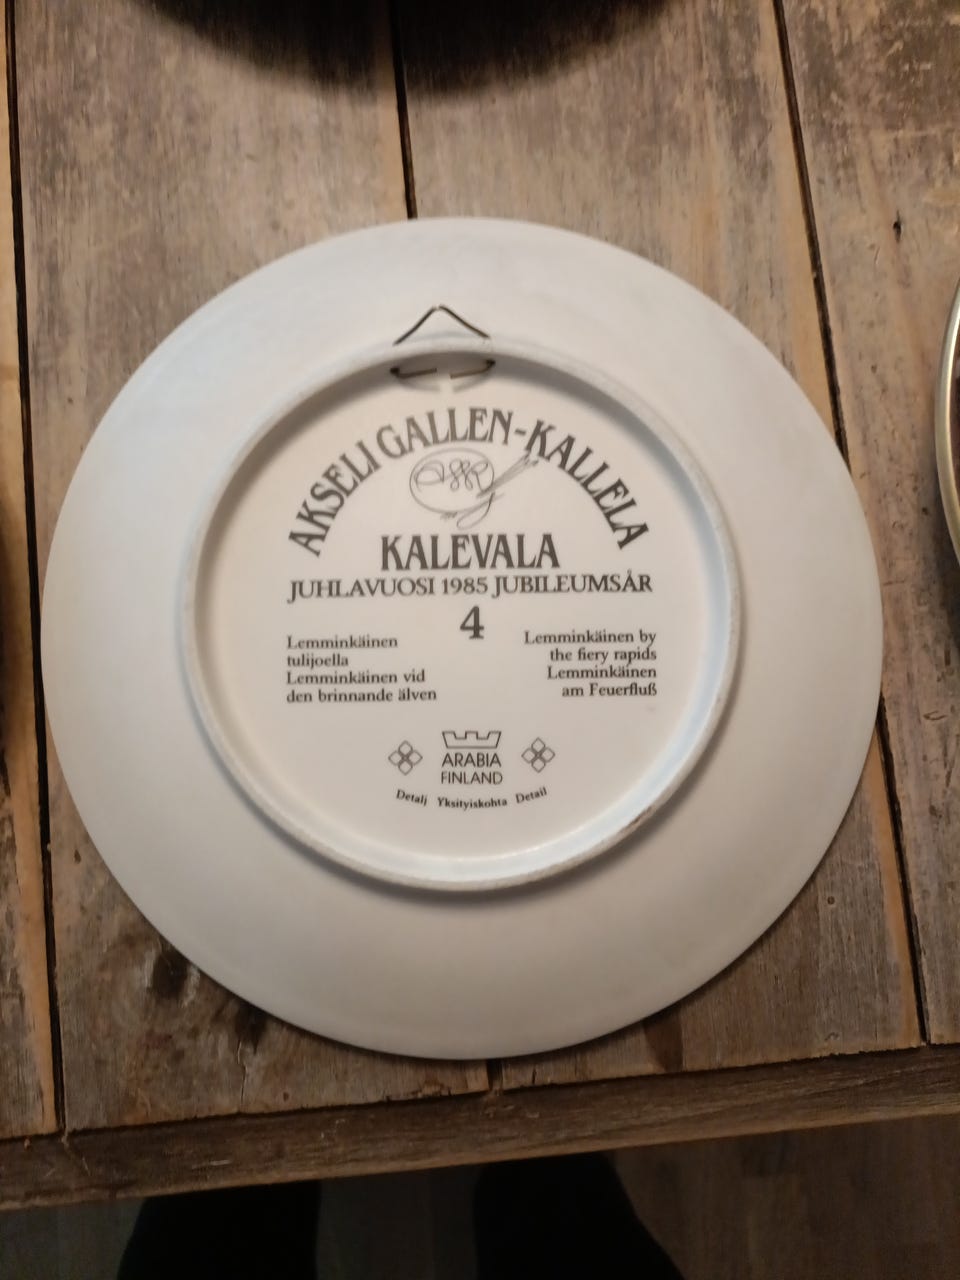 AKSELI GALLEN-KALLELA
KALEVALA
JUHLAVUOSI 1985 JUBILEUMSÅR
4
Lemminkäinen
tulijoella
Lemminkäinen vid
den brinnande älven
Lemminkäinen by
the fiery rapids
Lemminkäinen
am Feuerfluß
ARABIA
FINLAND
Detalj Yksityiskohta Detail